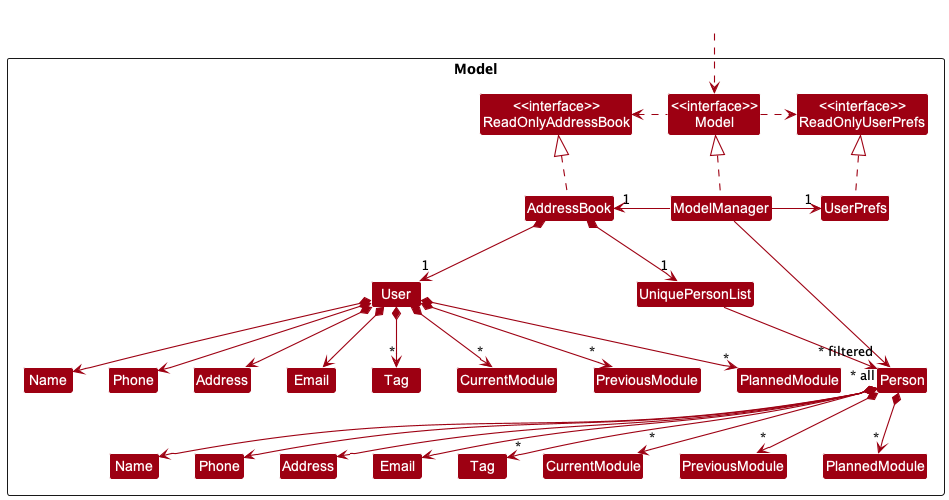 Model
<<interface>>
ReadOnlyAddressBook
<<interface>>
Model
<<interface>>
ReadOnlyUserPrefs
AddressBook
1
ModelManager
1
UserPrefs
1
1
User
UniquePersonList
* * * *
* filtered
* all
Name
Phone
Address
Email
Tag
CurrentModule
PreviousModule
PlannedModule
Person
* * * *
Name
Phone
Address
Email
Tag
CurrentModule
PreviousModule
PlannedModule